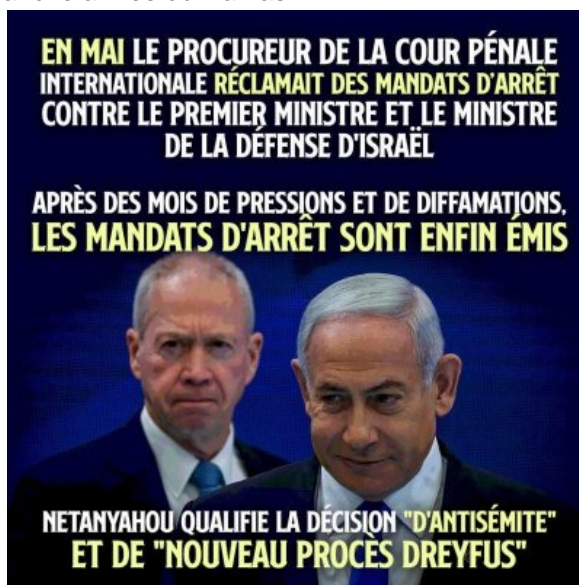 EN MAI LE PROCUREUR DE LA COUR PÉNALE
INTERNATIONALE RÉCLAMAIT DES MANDATS D'ARRÊT
CONTRE LE PREMIER MINISTRE ET LE MINISTRE
DE LA DÉFENSE D'ISRAËL
APRÈS DES MOIS DE PRESSIONS ET DE DIFFAMATIONS,
LES MANDATS D'ARRÊT SONT ENFIN ÉMIS
NETANYAHOU QUALIFIE LA DÉCISION "D'ANTISÉMITE"
ET DE "NOUVEAU PROCÈS DREYFUS"